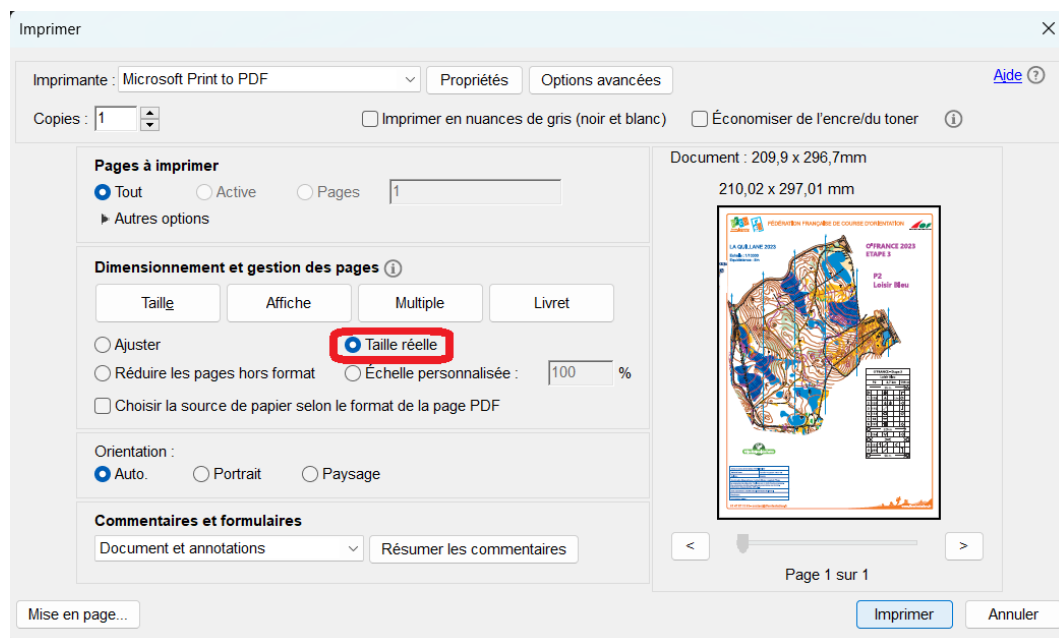 Imprimer
Imprimante : Microsoft Print to PDF Propriétés Options avancées Aide ?
Copies : 1 Imprimer en nuances de gris (noir et blanc) Économiser de l'encre/du toner
Pages à imprimer
Tout Active Pages 1
Autres options
Dimensionnement et gestion des pages
Taille Affiche Multiple Livret
Ajuster Taille réelle
Réduire les pages hors format Échelle personnalisée : 100 %
Choisir la source de papier selon le format de la page PDF
Orientation :
Auto. Portrait Paysage
Commentaires et formulaires
Document et annotations Résumer les commentaires
Document : 209,9 x 296,7mm
210,02 x 297,01 mm
FÉDÉRATION FRANÇAISE DE COURSE D'ORIENTATION
LA QUILLANE 2023
O'FRANCE 2023
ETAPE 3
P2
Loisir Bleu
< >
Page 1 sur 1
Mise en page... Imprimer Annuler